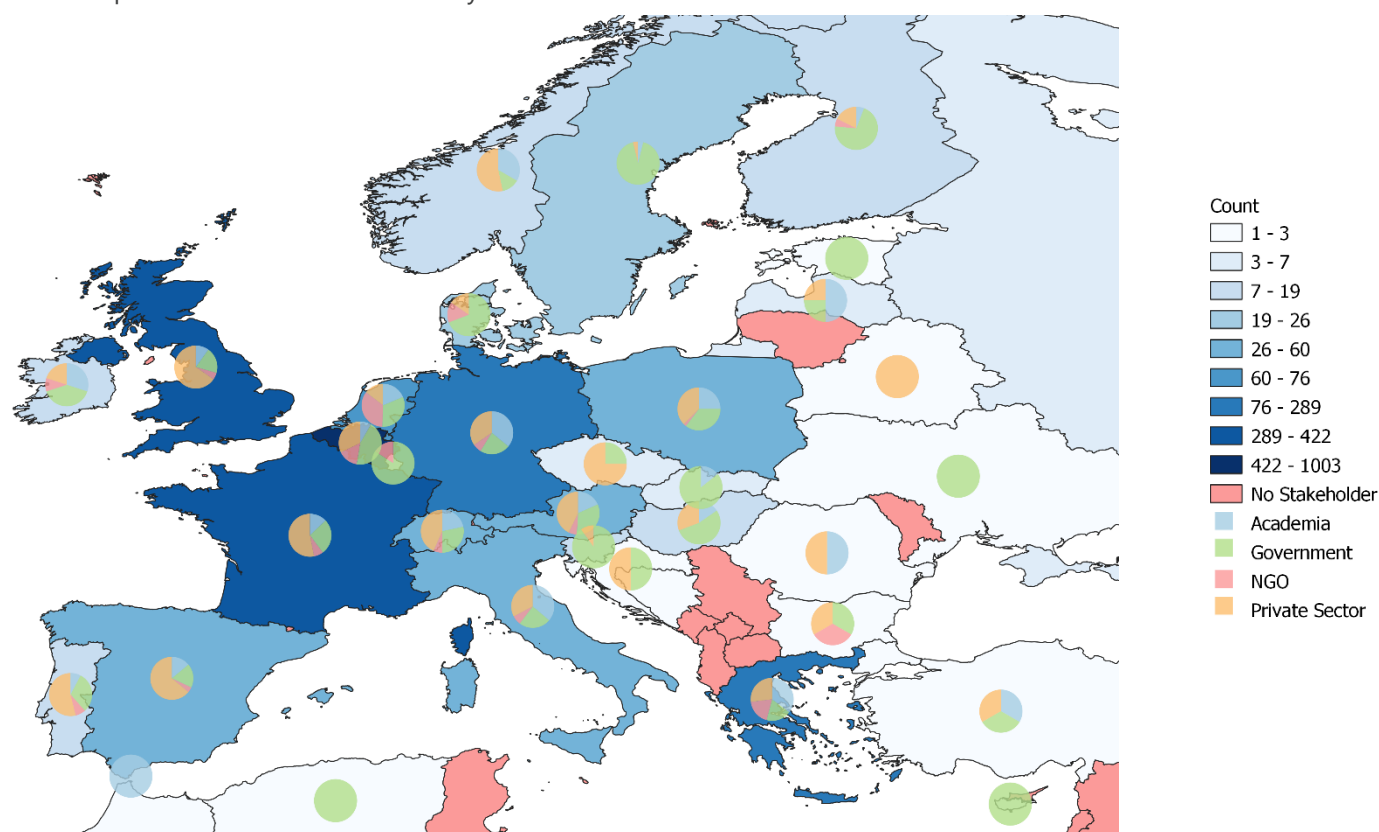 Count
1 - 3
3 - 7
7 - 19
19 - 26
26 - 60
60 - 76
76 - 289
289 - 422
422 - 1003
No Stakeholder
Academia
Government
NGO
Private Sector